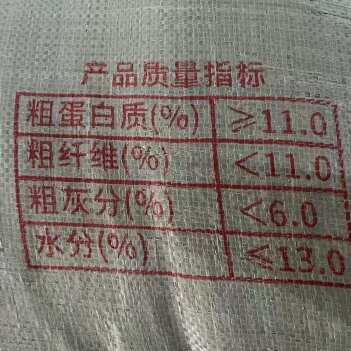 产品质量指标
粗蛋白质(%) ≥11.0
粗纤维(%) <11.0
粗灰分(%) <6.0
水分(%) ≤13.0